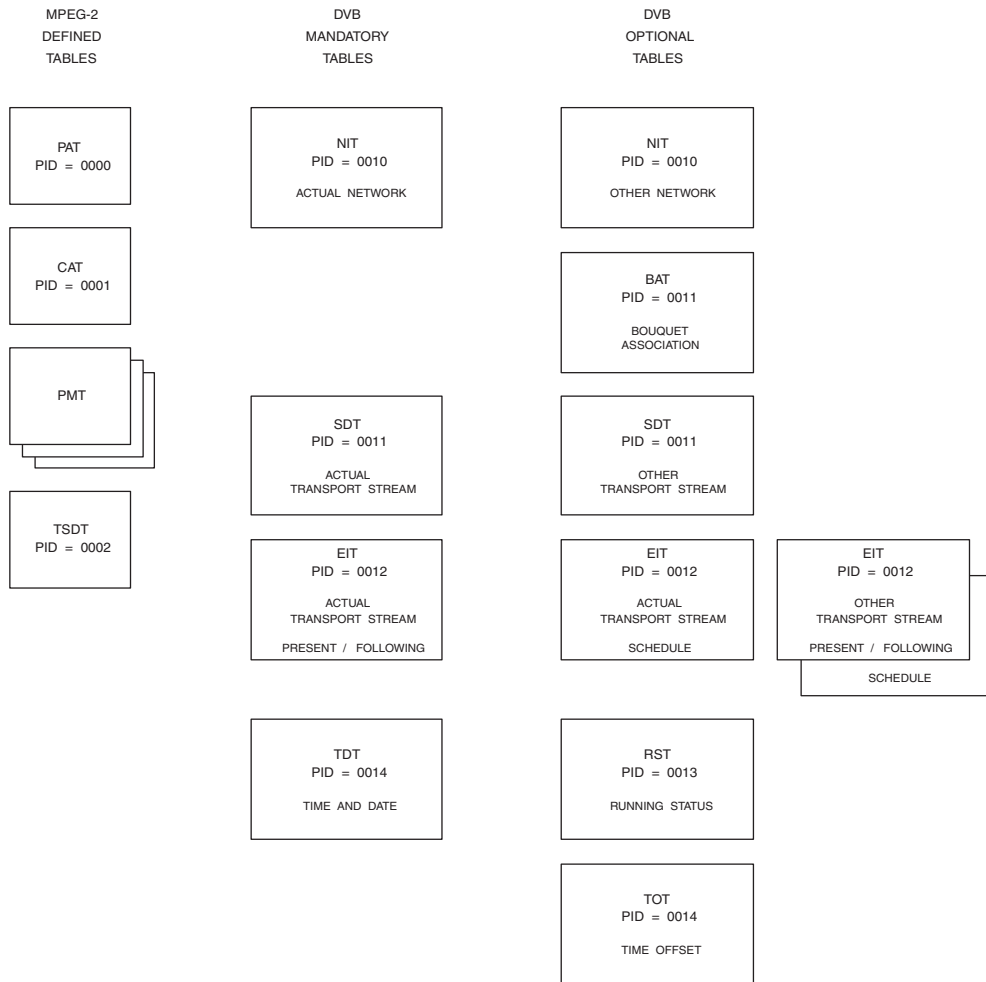 MPEG-2
DEFINED
TABLES
DVB
MANDATORY
TABLES
DVB
OPTIONAL
TABLES
PAT
PID = 0000
CAT
PID = 0001
PMT
TSDT
PID = 0002
NIT
PID = 0010
ACTUAL NETWORK
SDT
PID = 0011
ACTUAL
TRANSPORT STREAM
EIT
PID = 0012
ACTUAL
TRANSPORT STREAM
PRESENT / FOLLOWING
TDT
PID = 0014
TIME AND DATE
NIT
PID = 0010
OTHER NETWORK
BAT
PID = 0011
BOUQUET
ASSOCIATION
SDT
PID = 0011
OTHER
TRANSPORT STREAM
EIT
PID = 0012
ACTUAL
TRANSPORT STREAM
SCHEDULE
EIT
PID = 0012
OTHER
TRANSPORT STREAM
PRESENT / FOLLOWING
SCHEDULE
RST
PID = 0013
RUNNING STATUS
TOT
PID = 0014
TIME OFFSET